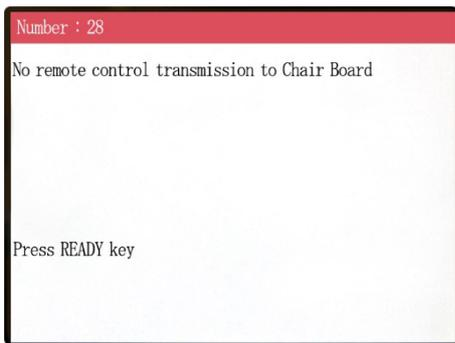 Number : 28
No remote control transmission to Chair Board
Press READY key